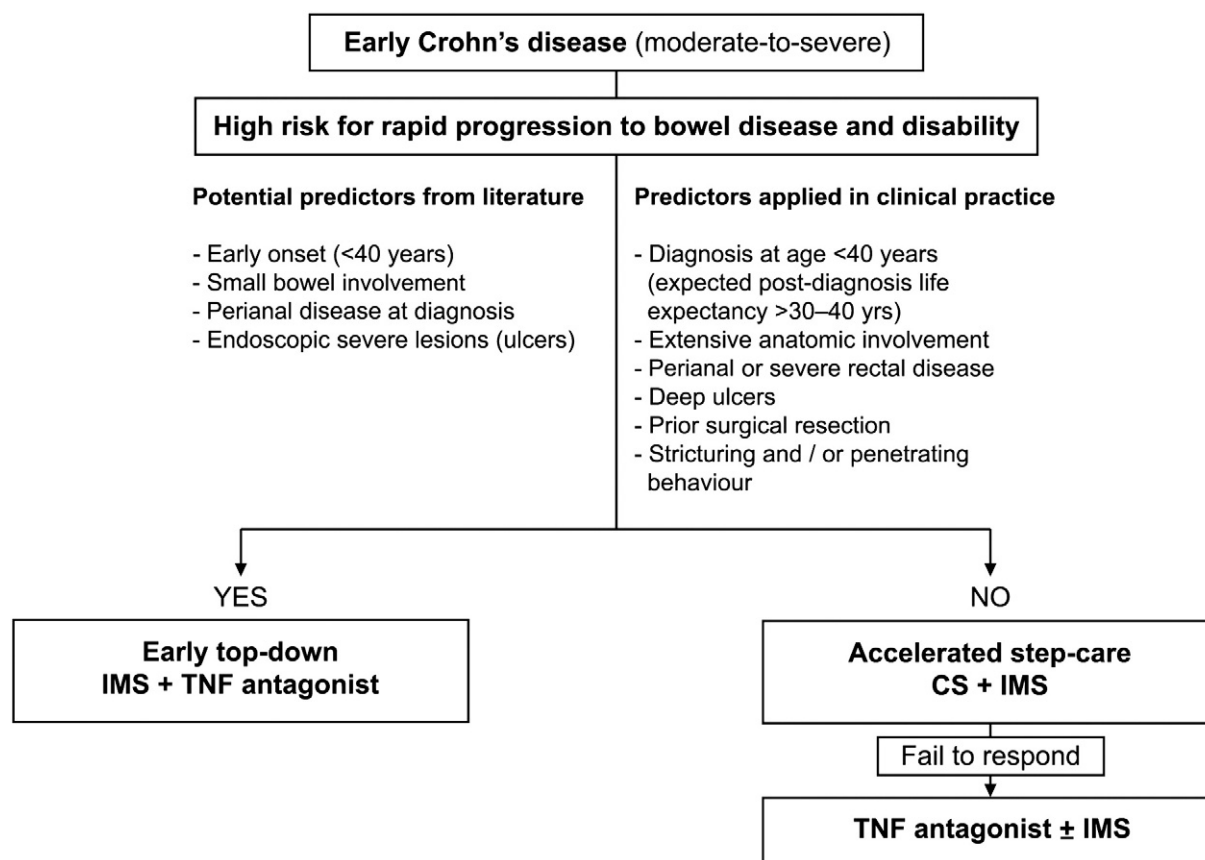 Early Crohn’s disease (moderate-to-severe)
High risk for rapid progression to bowel disease and disability
Potential predictors from literature
- Early onset (<40 years)
- Small bowel involvement
- Perianal disease at diagnosis
- Endoscopic severe lesions (ulcers)
Predictors applied in clinical practice
- Diagnosis at age <40 years
(expected post-diagnosis life
expectancy >30–40 yrs)
- Extensive anatomic involvement
- Perianal or severe rectal disease
- Deep ulcers
- Prior surgical resection
- Stricturing and / or penetrating
behaviour
YES
Early top-down
IMS + TNF antagonist
NO
Accelerated step-care
CS + IMS
Fail to respond
TNF antagonist ± IMS